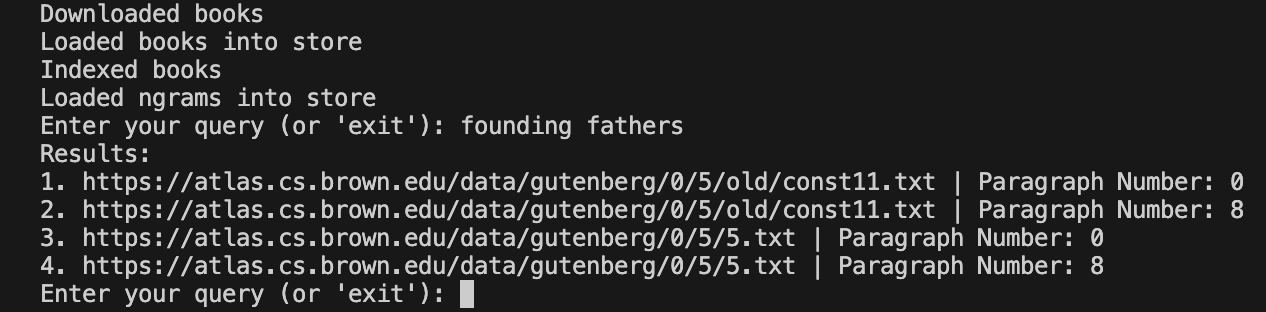 Downloaded books
Loaded books into store
Indexed books
Loaded ngrams into store
Enter your query (or 'exit'): founding fathers
Results:
1. https://atlas.cs.brown.edu/data/gutenberg/0/5/old/const11.txt | Paragraph Number: 0
2. https://atlas.cs.brown.edu/data/gutenberg/0/5/old/const11.txt | Paragraph Number: 8
3. https://atlas.cs.brown.edu/data/gutenberg/0/5/5.txt | Paragraph Number: 0
4. https://atlas.cs.brown.edu/data/gutenberg/0/5/5.txt | Paragraph Number: 8
Enter your query (or 'exit'):